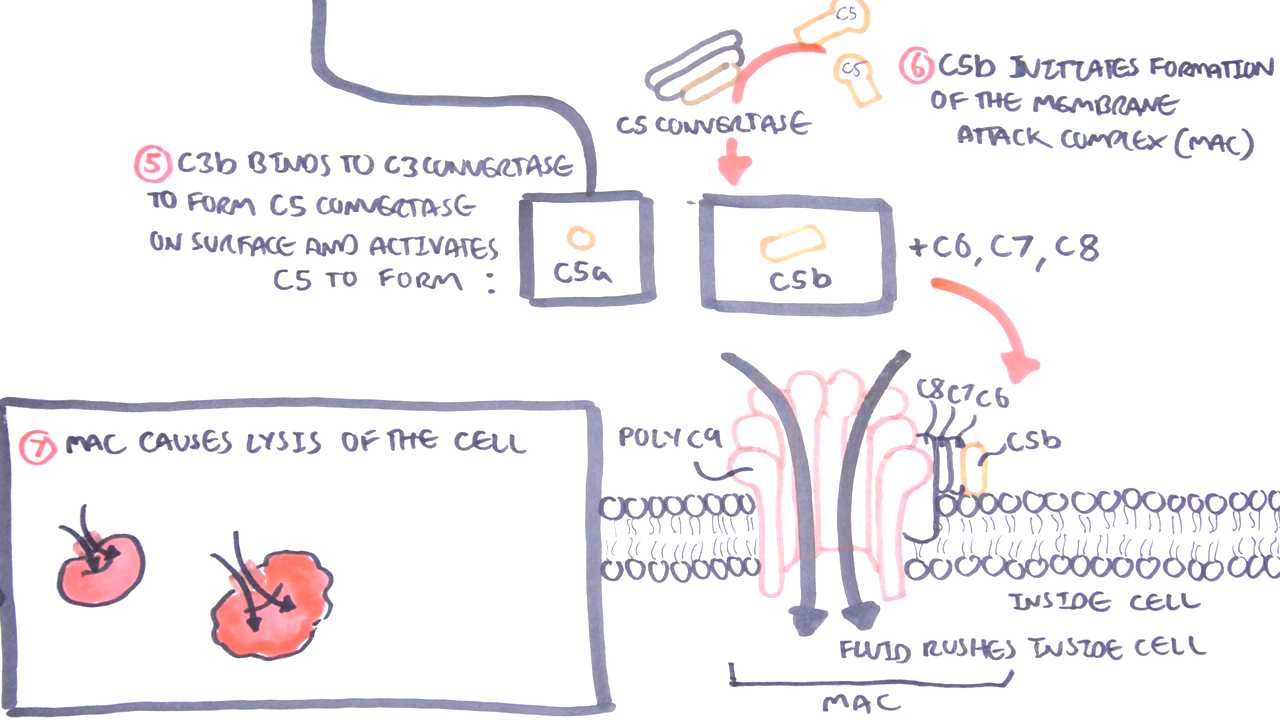 C5
C5
C5 CONVERTASE
⑥ C5b INITIATES FORMATION
OF THE MEMBRANE
ATTACK COMPLEX (MAC)
⑤ C3b BINDS TO C3 CONVERTASE
TO FORM C5 CONVERTASE
ON SURFACE AND ACTIVATES
C5 TO FORM :
C5a
C5b
+C6, C7, C8
⑦ MAC CAUSES LYSIS OF THE CELL
POLY C9
C8 C7 C6
C5b
INSIDE CELL
FLUID RUSHES INSIDE CELL
MAC